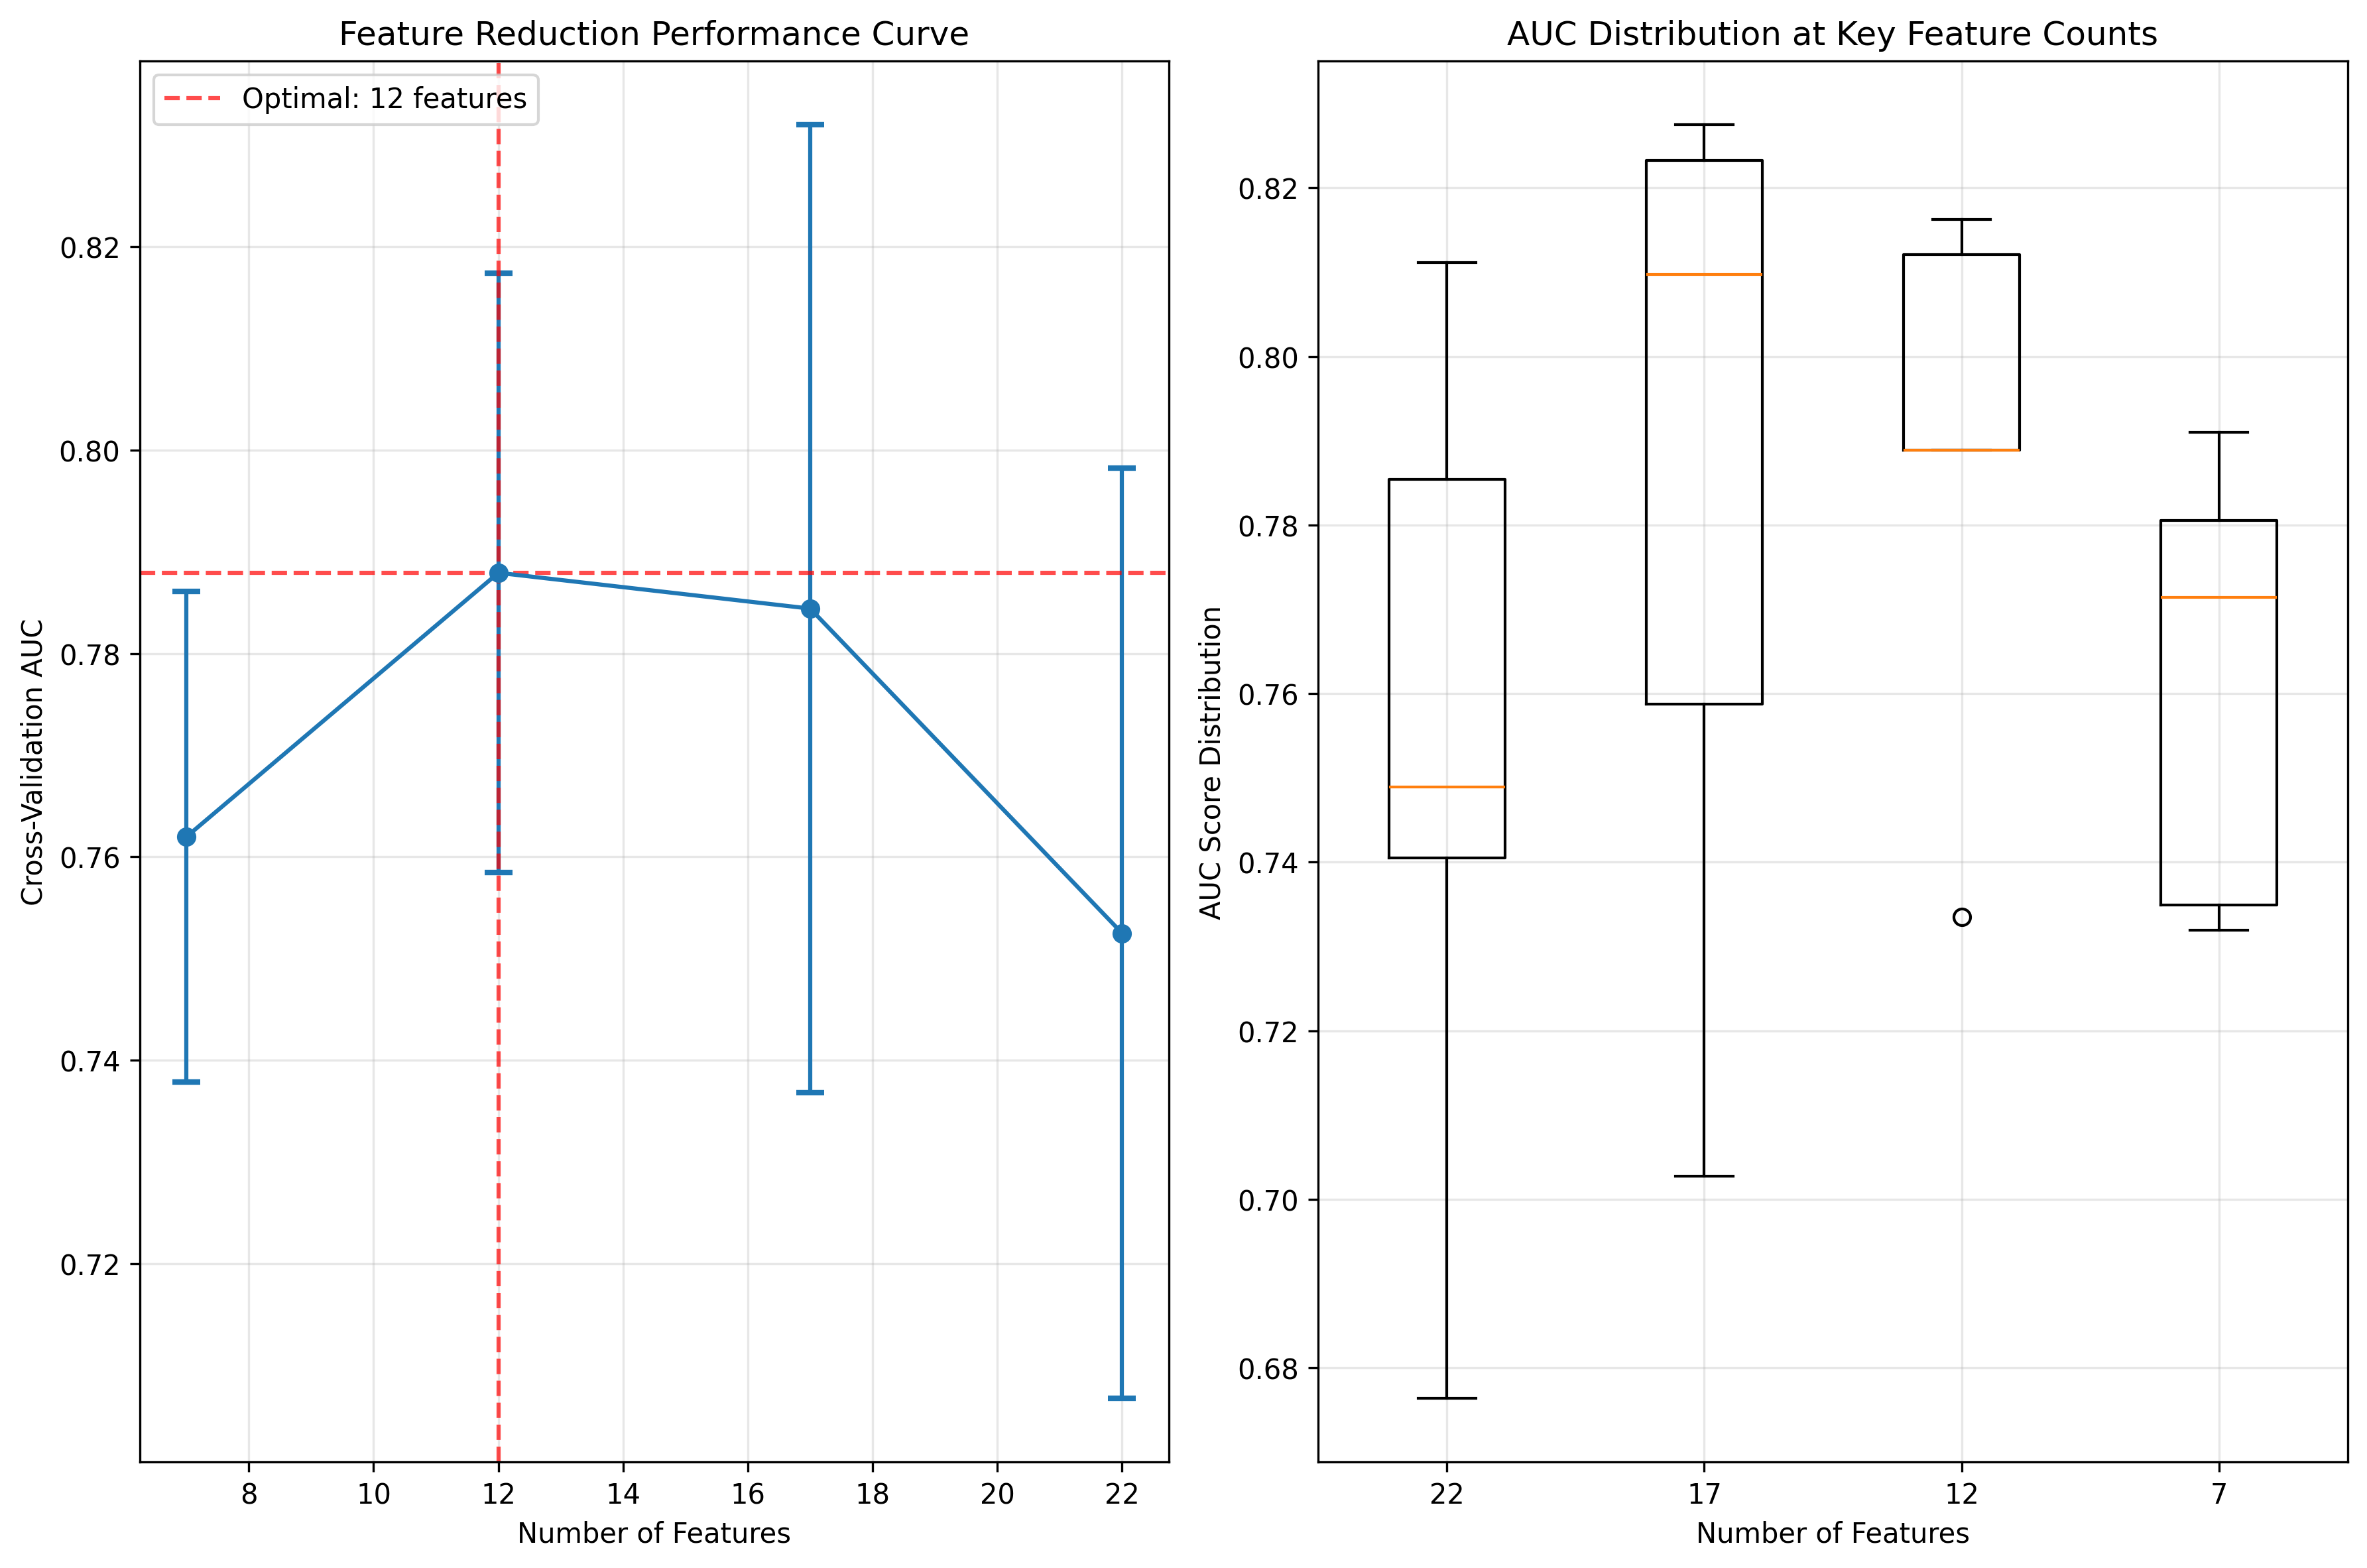 Feature Reduction Performance Curve
Optimal: 12 features
0.82
0.80
0.78
0.76
0.74
0.72
Cross-Validation AUC
8 10 12 14 16 18 20 22
Number of Features
AUC Distribution at Key Feature Counts
0.82
0.80
0.78
0.76
0.74
0.72
0.70
0.68
AUC Score Distribution
22 17 12 7
Number of Features